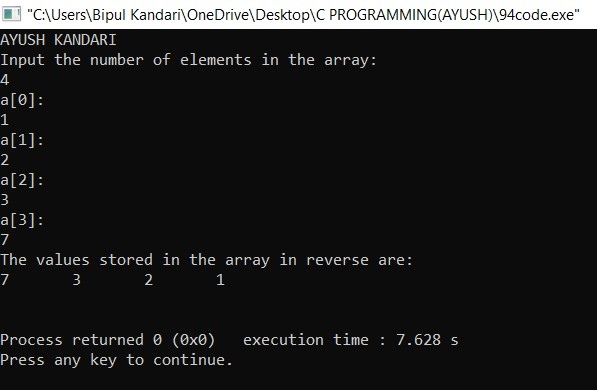 "C:\Users\Bipul Kandari\OneDrive\Desktop\C PROGRAMMING(AYUSH)\94code.exe"
AYUSH KANDARI
Input the number of elements in the array:
4
a[0]:
1
a[1]:
2
a[2]:
3
a[3]:
7
The values stored in the array in reverse are:
7       3       2       1
Process returned 0 (0x0)   execution time : 7.628 s
Press any key to continue.